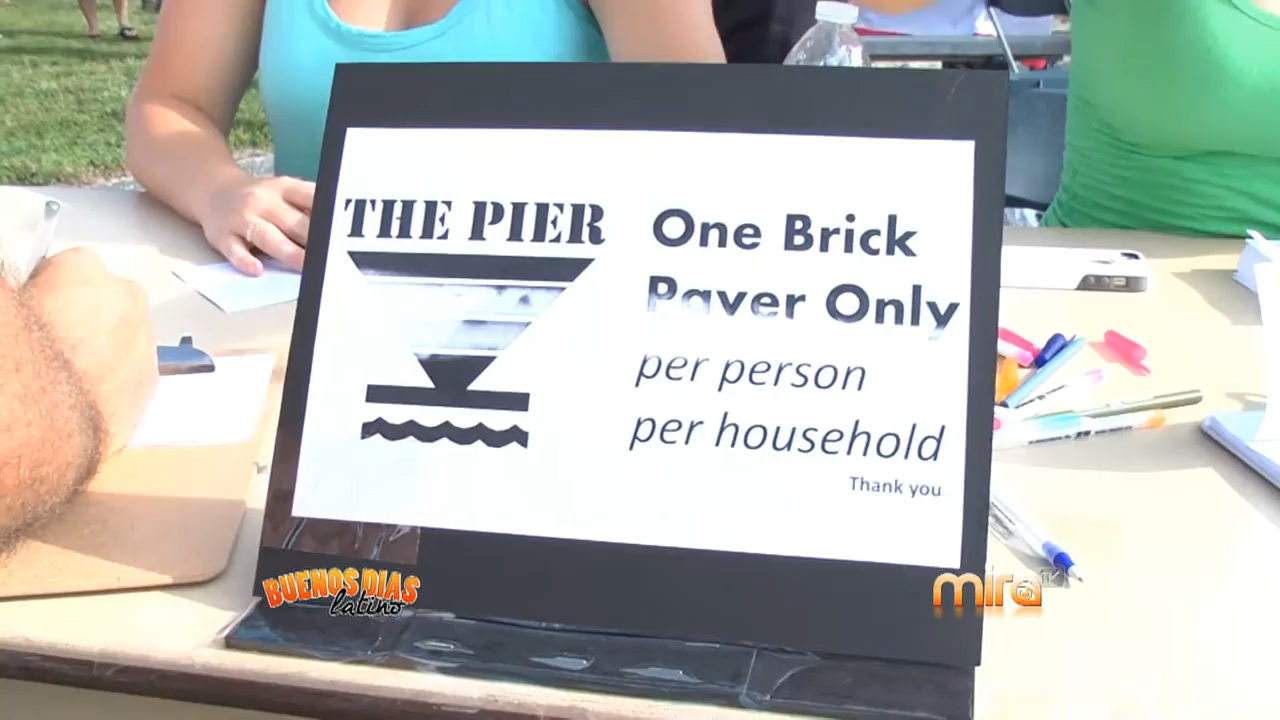 THE PIER
One Brick
Paver Only
per person
per household
Thank you
BUENOS DIAS
latino
mira